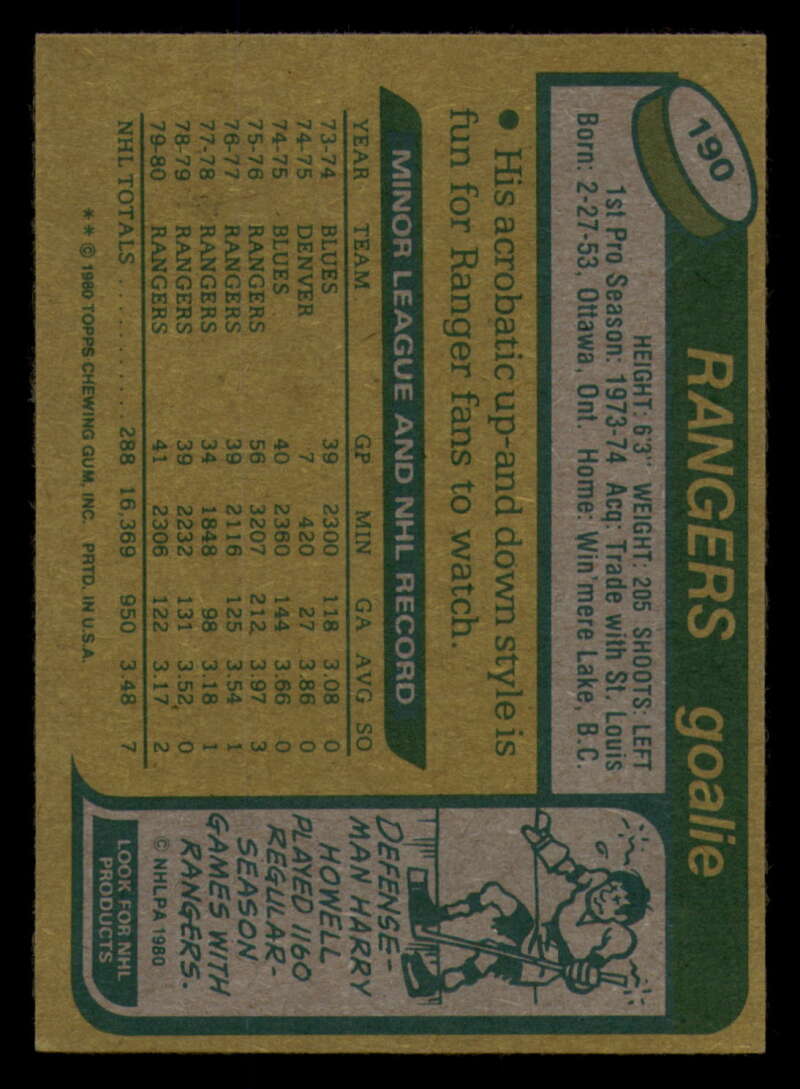 190
RANGERS goalie
HEIGHT: 6'3" WEIGHT: 205 SHOOTS: LEFT
1st Pro Season: 1973-74 Acq: Trade with St. Louis
Born: 2-27-53, Ottawa, Ont. Home: Win'mere Lake, B.C.
• His acrobatic up-and down style is
fun for Ranger fans to watch.
MINOR LEAGUE AND NHL RECORD
YEAR TEAM GP MIN GA AVG SO
73-74 BLUES 39 2300 118 3.08 0
74-75 DENVER 7 420 27 3.86 0
74-75 BLUES 40 2360 144 3.66 0
75-76 RANGERS 56 3207 212 3.97 3
76-77 RANGERS 39 2116 125 3.54 1
77-78 RANGERS 34 1848 98 3.18 1
78-79 RANGERS 39 2232 131 3.52 0
79-80 RANGERS 41 2306 122 3.17 2
NHL TOTALS ........... 288 16,369 950 3.48 7
** © 1980 TOPPS CHEWING GUM, INC. PRTD. IN U.S.A.
DEFENSE-
MAN HARRY
HOWELL
PLAYED 1160
REGULAR-
SEASON
GAMES WITH
RANGERS.
© NHLPA 1980
LOOK FOR NHL
PRODUCTS